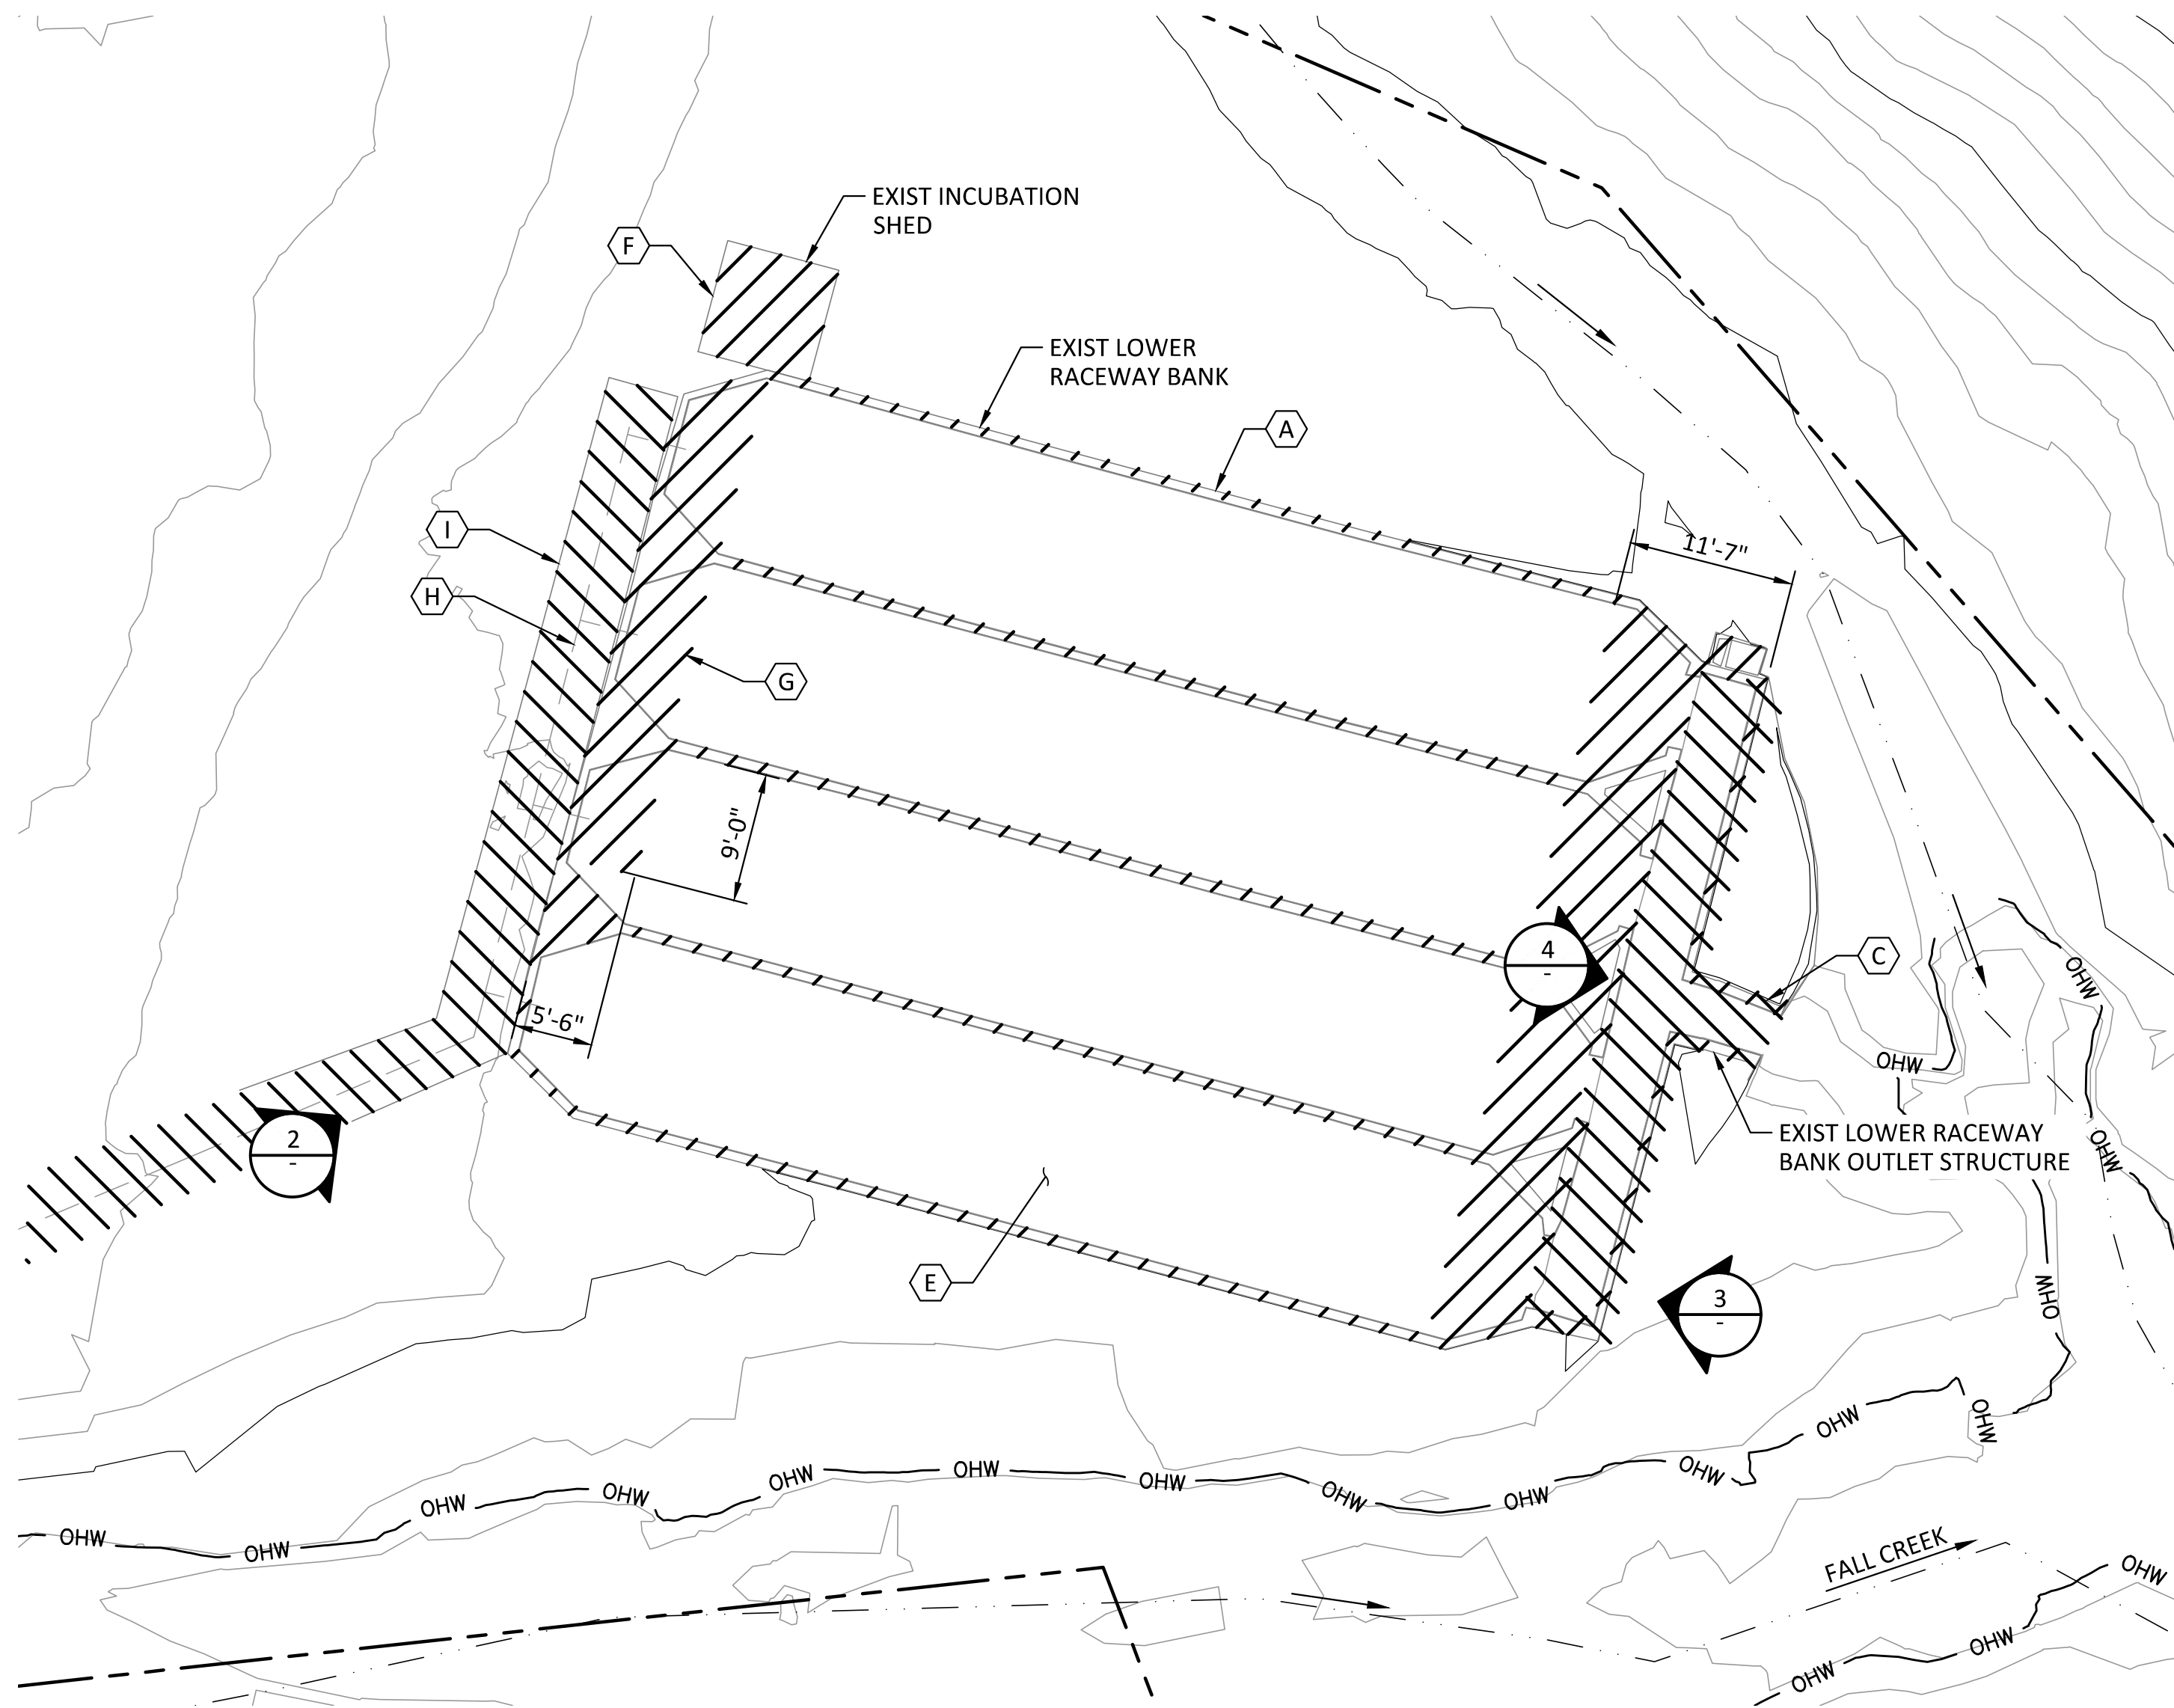 EXIST INCUBATION
SHED
F
EXIST LOWER
RACEWAY BANK
A
I
11'-7"
H
G
9'-0"
4
-
C
5'-6"
OHW
OHW
2
-
EXIST LOWER RACEWAY
BANK OUTLET STRUCTURE
OHW
E
3
-
OHW
OHW
OHW
OHW
OHW
OHW
OHW
OHW
OHW
OHW
OHW
OHW
OHW
FALL CREEK
OHW
OHW
OHW